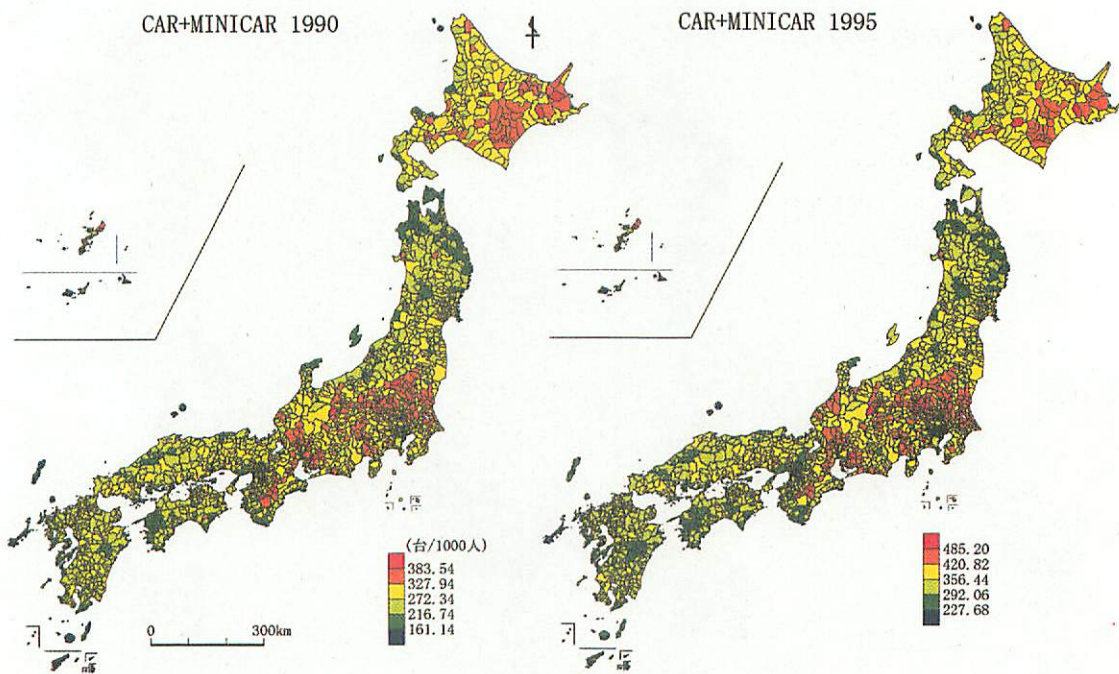 CAR+MINICAR 1990
CAR+MINICAR 1995
(台/1000人)
383.54
327.94
272.34
216.74
161.14
0 300km
485.20
420.82
356.44
292.06
227.68